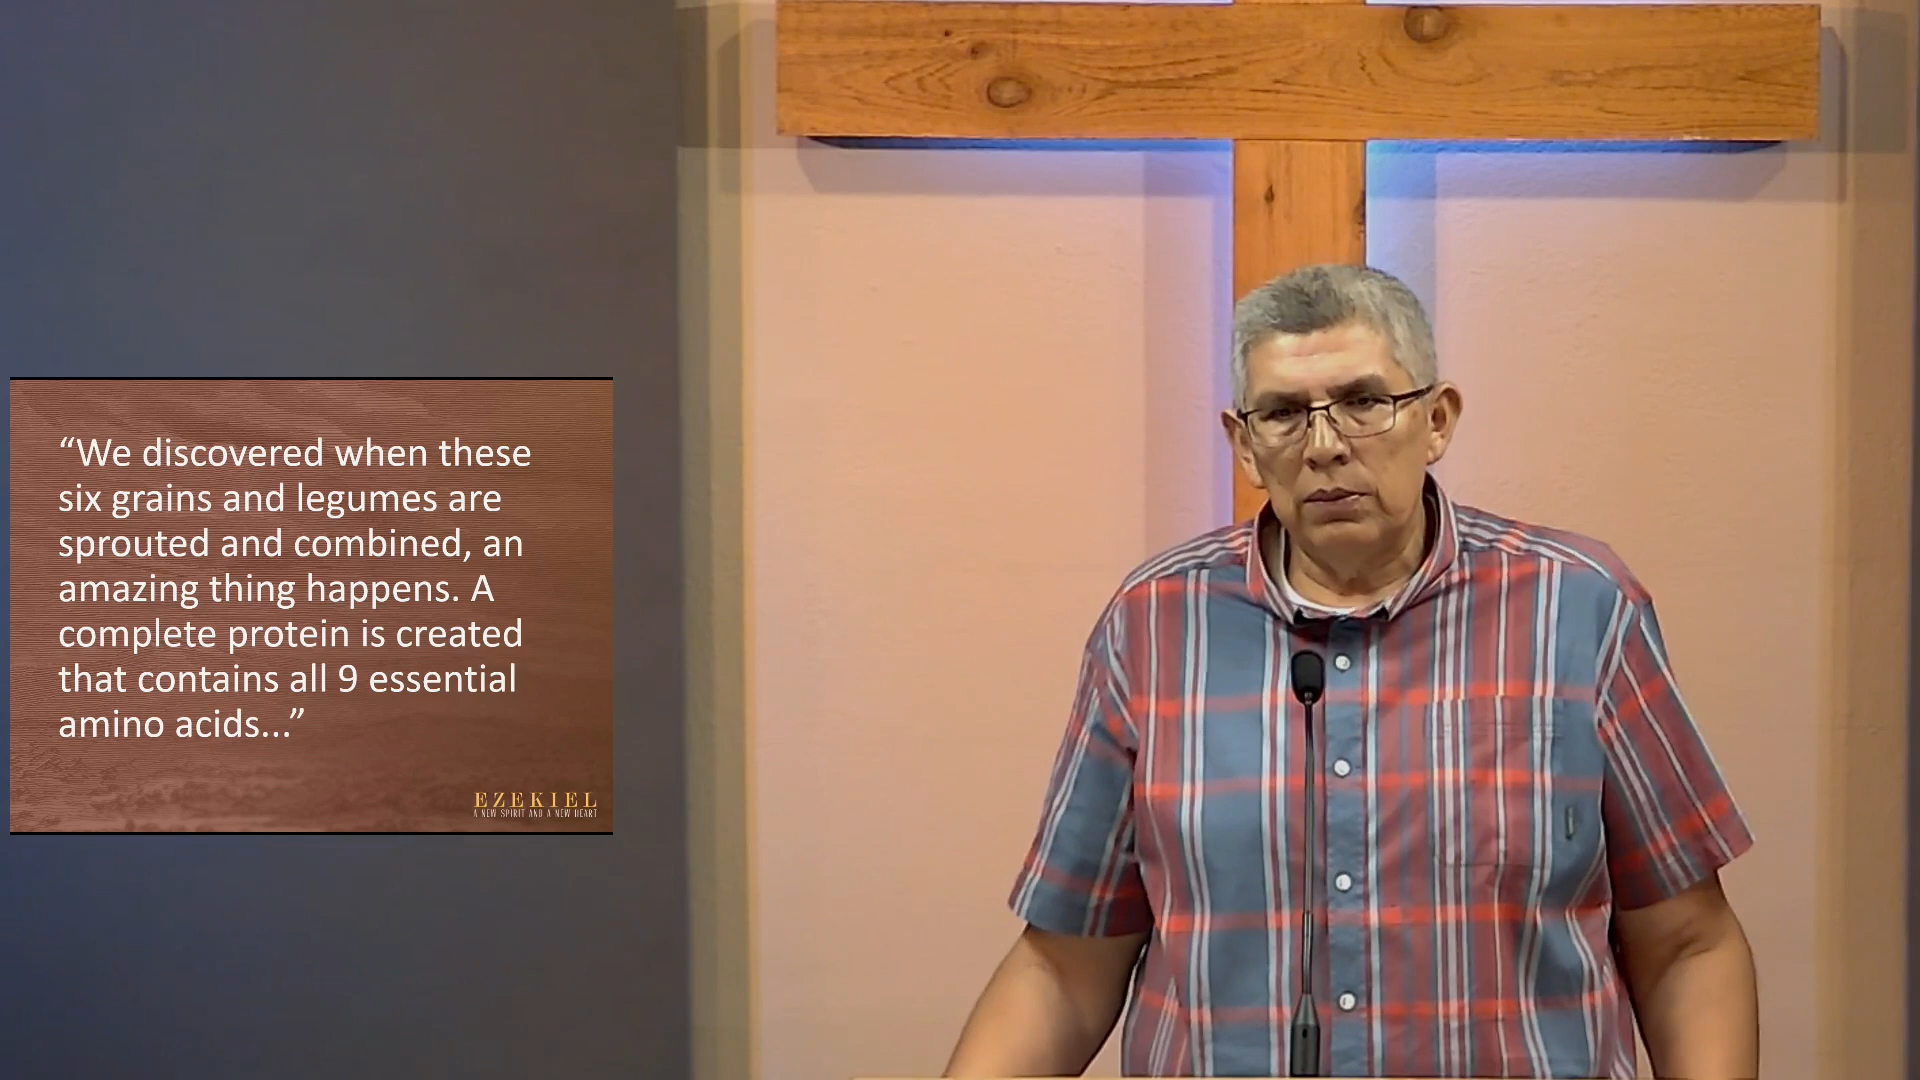 “We discovered when these
six grains and legumes are
sprouted and combined, an
amazing thing happens. A
complete protein is created
that contains all 9 essential
amino acids...”
EZEKIEL
A NEW SPIRIT AND A NEW HEART